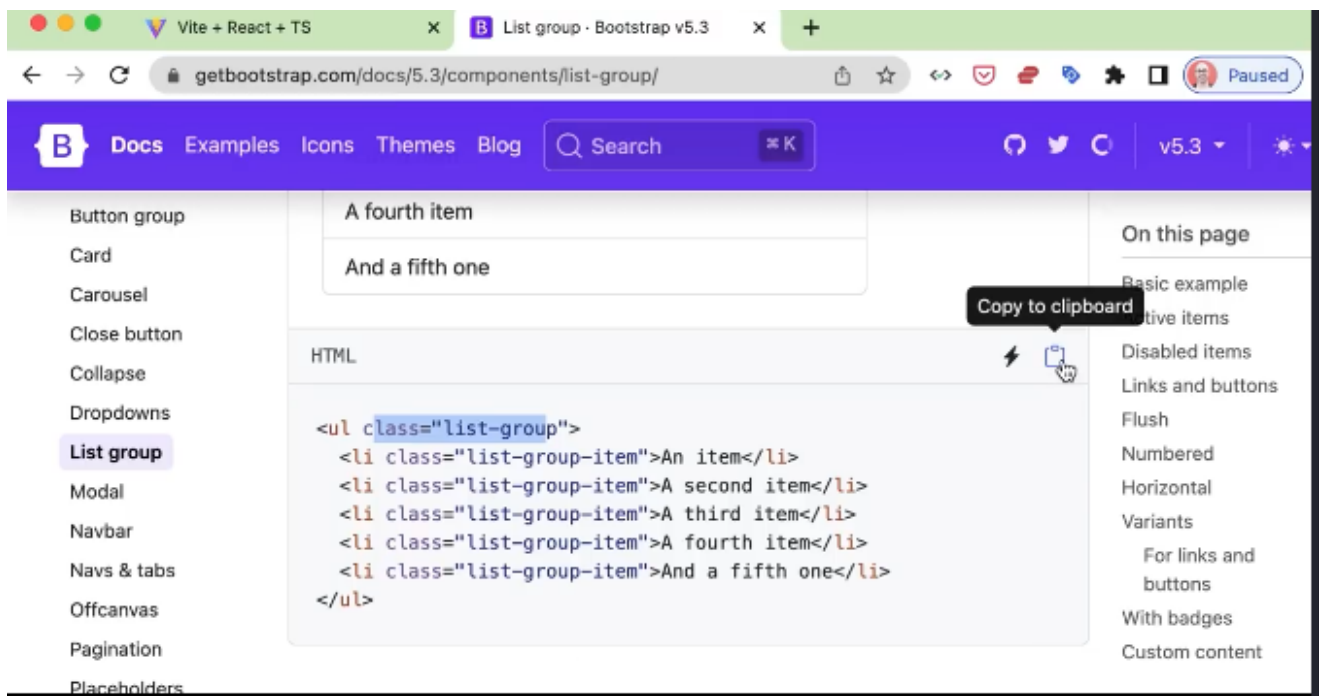 Vite + React + TS
List group · Bootstrap v5.3
getbootstrap.com/docs/5.3/components/list-group/
Paused
B
Docs Examples Icons Themes Blog
Search
⌘ K
v5.3
Button group
Card
Carousel
Close button
Collapse
Dropdowns
List group
Modal
Navbar
Navs & tabs
Offcanvas
Pagination
Placeholders
A fourth item
And a fifth one
Copy to clipboard
HTML
<ul class="list-group">
<li class="list-group-item">An item</li>
<li class="list-group-item">A second item</li>
<li class="list-group-item">A third item</li>
<li class="list-group-item">A fourth item</li>
<li class="list-group-item">And a fifth one</li>
</ul>
On this page
Basic example
Active items
Disabled items
Links and buttons
Flush
Numbered
Horizontal
Variants
For links and
buttons
With badges
Custom content